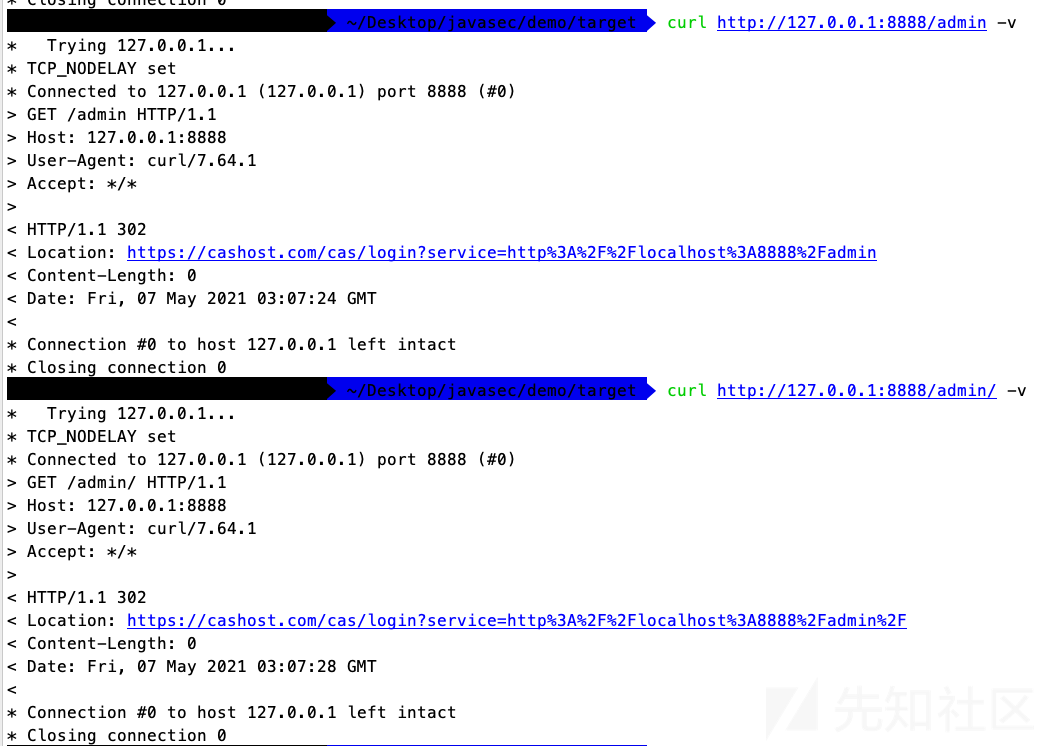 * Closing connection 0
~/Desktop/javasec/demo/target curl http://127.0.0.1:8888/admin -v
*   Trying 127.0.0.1...
* TCP_NODELAY set
* Connected to 127.0.0.1 (127.0.0.1) port 8888 (#0)
> GET /admin HTTP/1.1
> Host: 127.0.0.1:8888
> User-Agent: curl/7.64.1
> Accept: */*
>
< HTTP/1.1 302
< Location: https://cashost.com/cas/login?service=http%3A%2F%2Flocalhost%3A8888%2Fadmin
< Content-Length: 0
< Date: Fri, 07 May 2021 03:07:24 GMT
<
* Connection #0 to host 127.0.0.1 left intact
* Closing connection 0
~/Desktop/javasec/demo/target curl http://127.0.0.1:8888/admin/ -v
*   Trying 127.0.0.1...
* TCP_NODELAY set
* Connected to 127.0.0.1 (127.0.0.1) port 8888 (#0)
> GET /admin/ HTTP/1.1
> Host: 127.0.0.1:8888
> User-Agent: curl/7.64.1
> Accept: */*
>
< HTTP/1.1 302
< Location: https://cashost.com/cas/login?service=http%3A%2F%2Flocalhost%3A8888%2Fadmin%2F
< Content-Length: 0
< Date: Fri, 07 May 2021 03:07:28 GMT
<
* Connection #0 to host 127.0.0.1 left intact
* Closing connection 0
先知社区